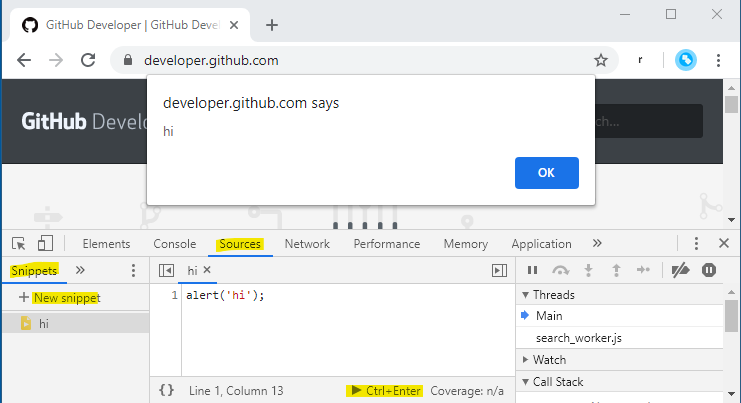 GitHub Developer | GitHub Devel
developer.github.com
r
developer.github.com says
hi
OK
GitHub Develo
ch...
Elements Console Sources Network Performance Memory Application »
Snippets »
hi ×
+ New snippet
hi
1 alert('hi');
{} Line 1, Column 13 Ctrl+Enter Coverage: n/a
Threads
Main
search_worker.js
Watch
Call Stack